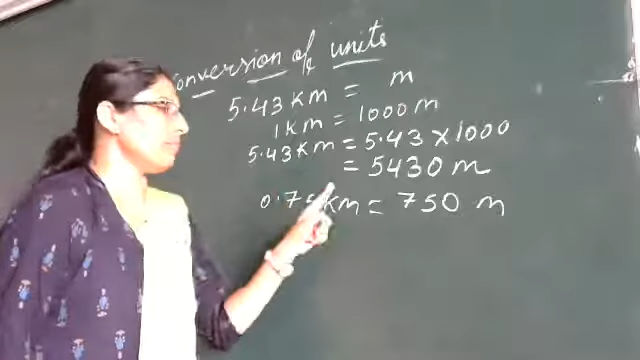 onversion of units
5.43 km = m
1 km = 1000 m
5.43 km = 5.43 x 1000
= 5430 m
0.75 km = 750 m